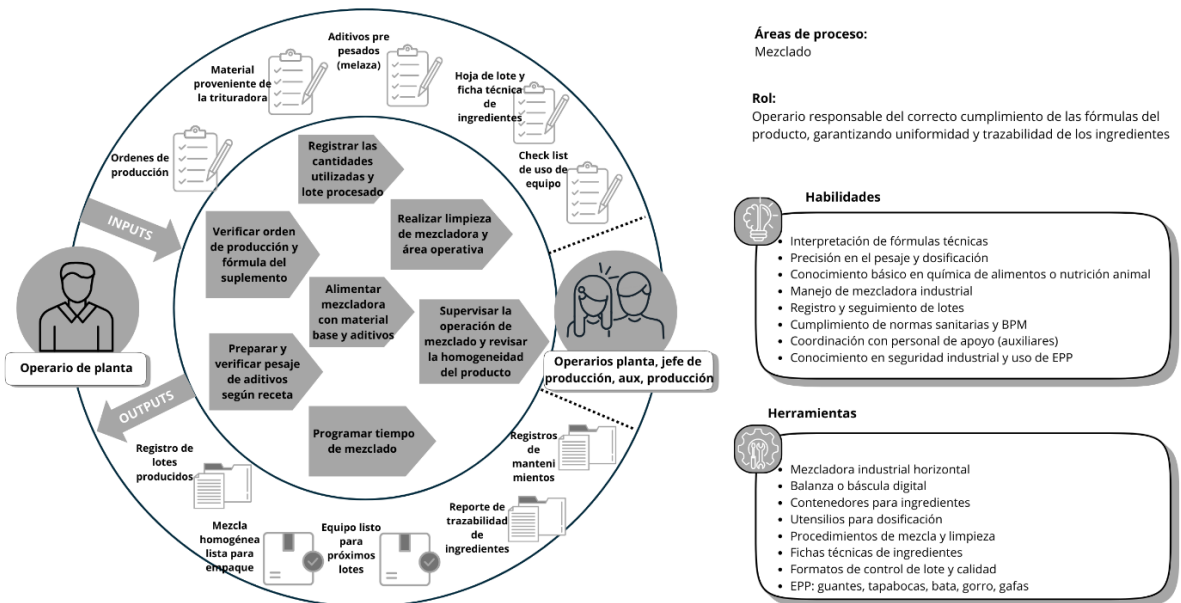 Aditivos pre
pesados
(melaza)
Material
proveniente de
la trituradora
Hoja de lote y
ficha técnica
de
ingredientes
Ordenes de
producción
Check list
de uso de
equipo
INPUTS
Registrar las
cantidades
utilizadas y
lote procesado
Verificar orden
de producción y
fórmula del
suplemento
Realizar limpieza
de mezcladora y
área operativa
Alimentar
mezcladora
con material
base y aditivos
Supervisar la
operación de
mezclado y revisar
la homogeneidad
del producto
Preparar y
verificar pesaje
de aditivos
según receta
Programar tiempo
de mezclado
Operario de planta
Operarios planta, jefe de
producción, aux, producción
OUTPUTS
Registro de
lotes
producidos
Mezcla
homogénea
lista para
empaque
Equipo listo
para
próximos
lotes
Reporte de
trazabilidad
de
ingredientes
Registros
de
manteni
mientos
Áreas de proceso:
Mezclado
Rol:
Operario responsable del correcto cumplimiento de las fórmulas del
producto, garantizando uniformidad y trazabilidad de los ingredientes
Habilidades
• Interpretación de fórmulas técnicas
• Precisión en el pesaje y dosificación
• Conocimiento básico en química de alimentos o nutrición animal
• Manejo de mezcladora industrial
• Registro y seguimiento de lotes
• Cumplimiento de normas sanitarias y BPM
• Coordinación con personal de apoyo (auxiliares)
• Conocimiento en seguridad industrial y uso de EPP
Herramientas
• Mezcladora industrial horizontal
• Balanza o báscula digital
• Contenedores para ingredientes
• Utensilios para dosificación
• Procedimientos de mezcla y limpieza
• Fichas técnicas de ingredientes
• Formatos de control de lote y calidad
• EPP: guantes, tapabocas, bata, gorro, gafas